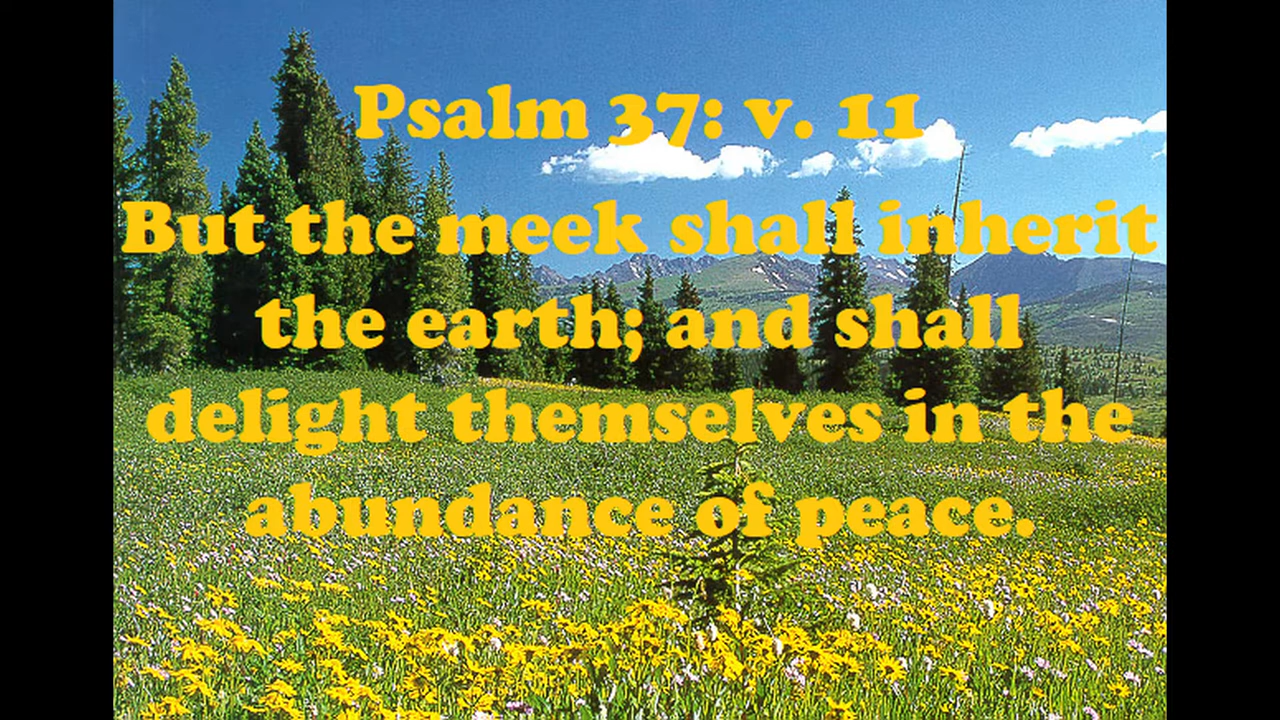 Psalm 37: v. 11
But the meek shall inherit
the earth; and shall
delight themselves in the
abundance of peace.